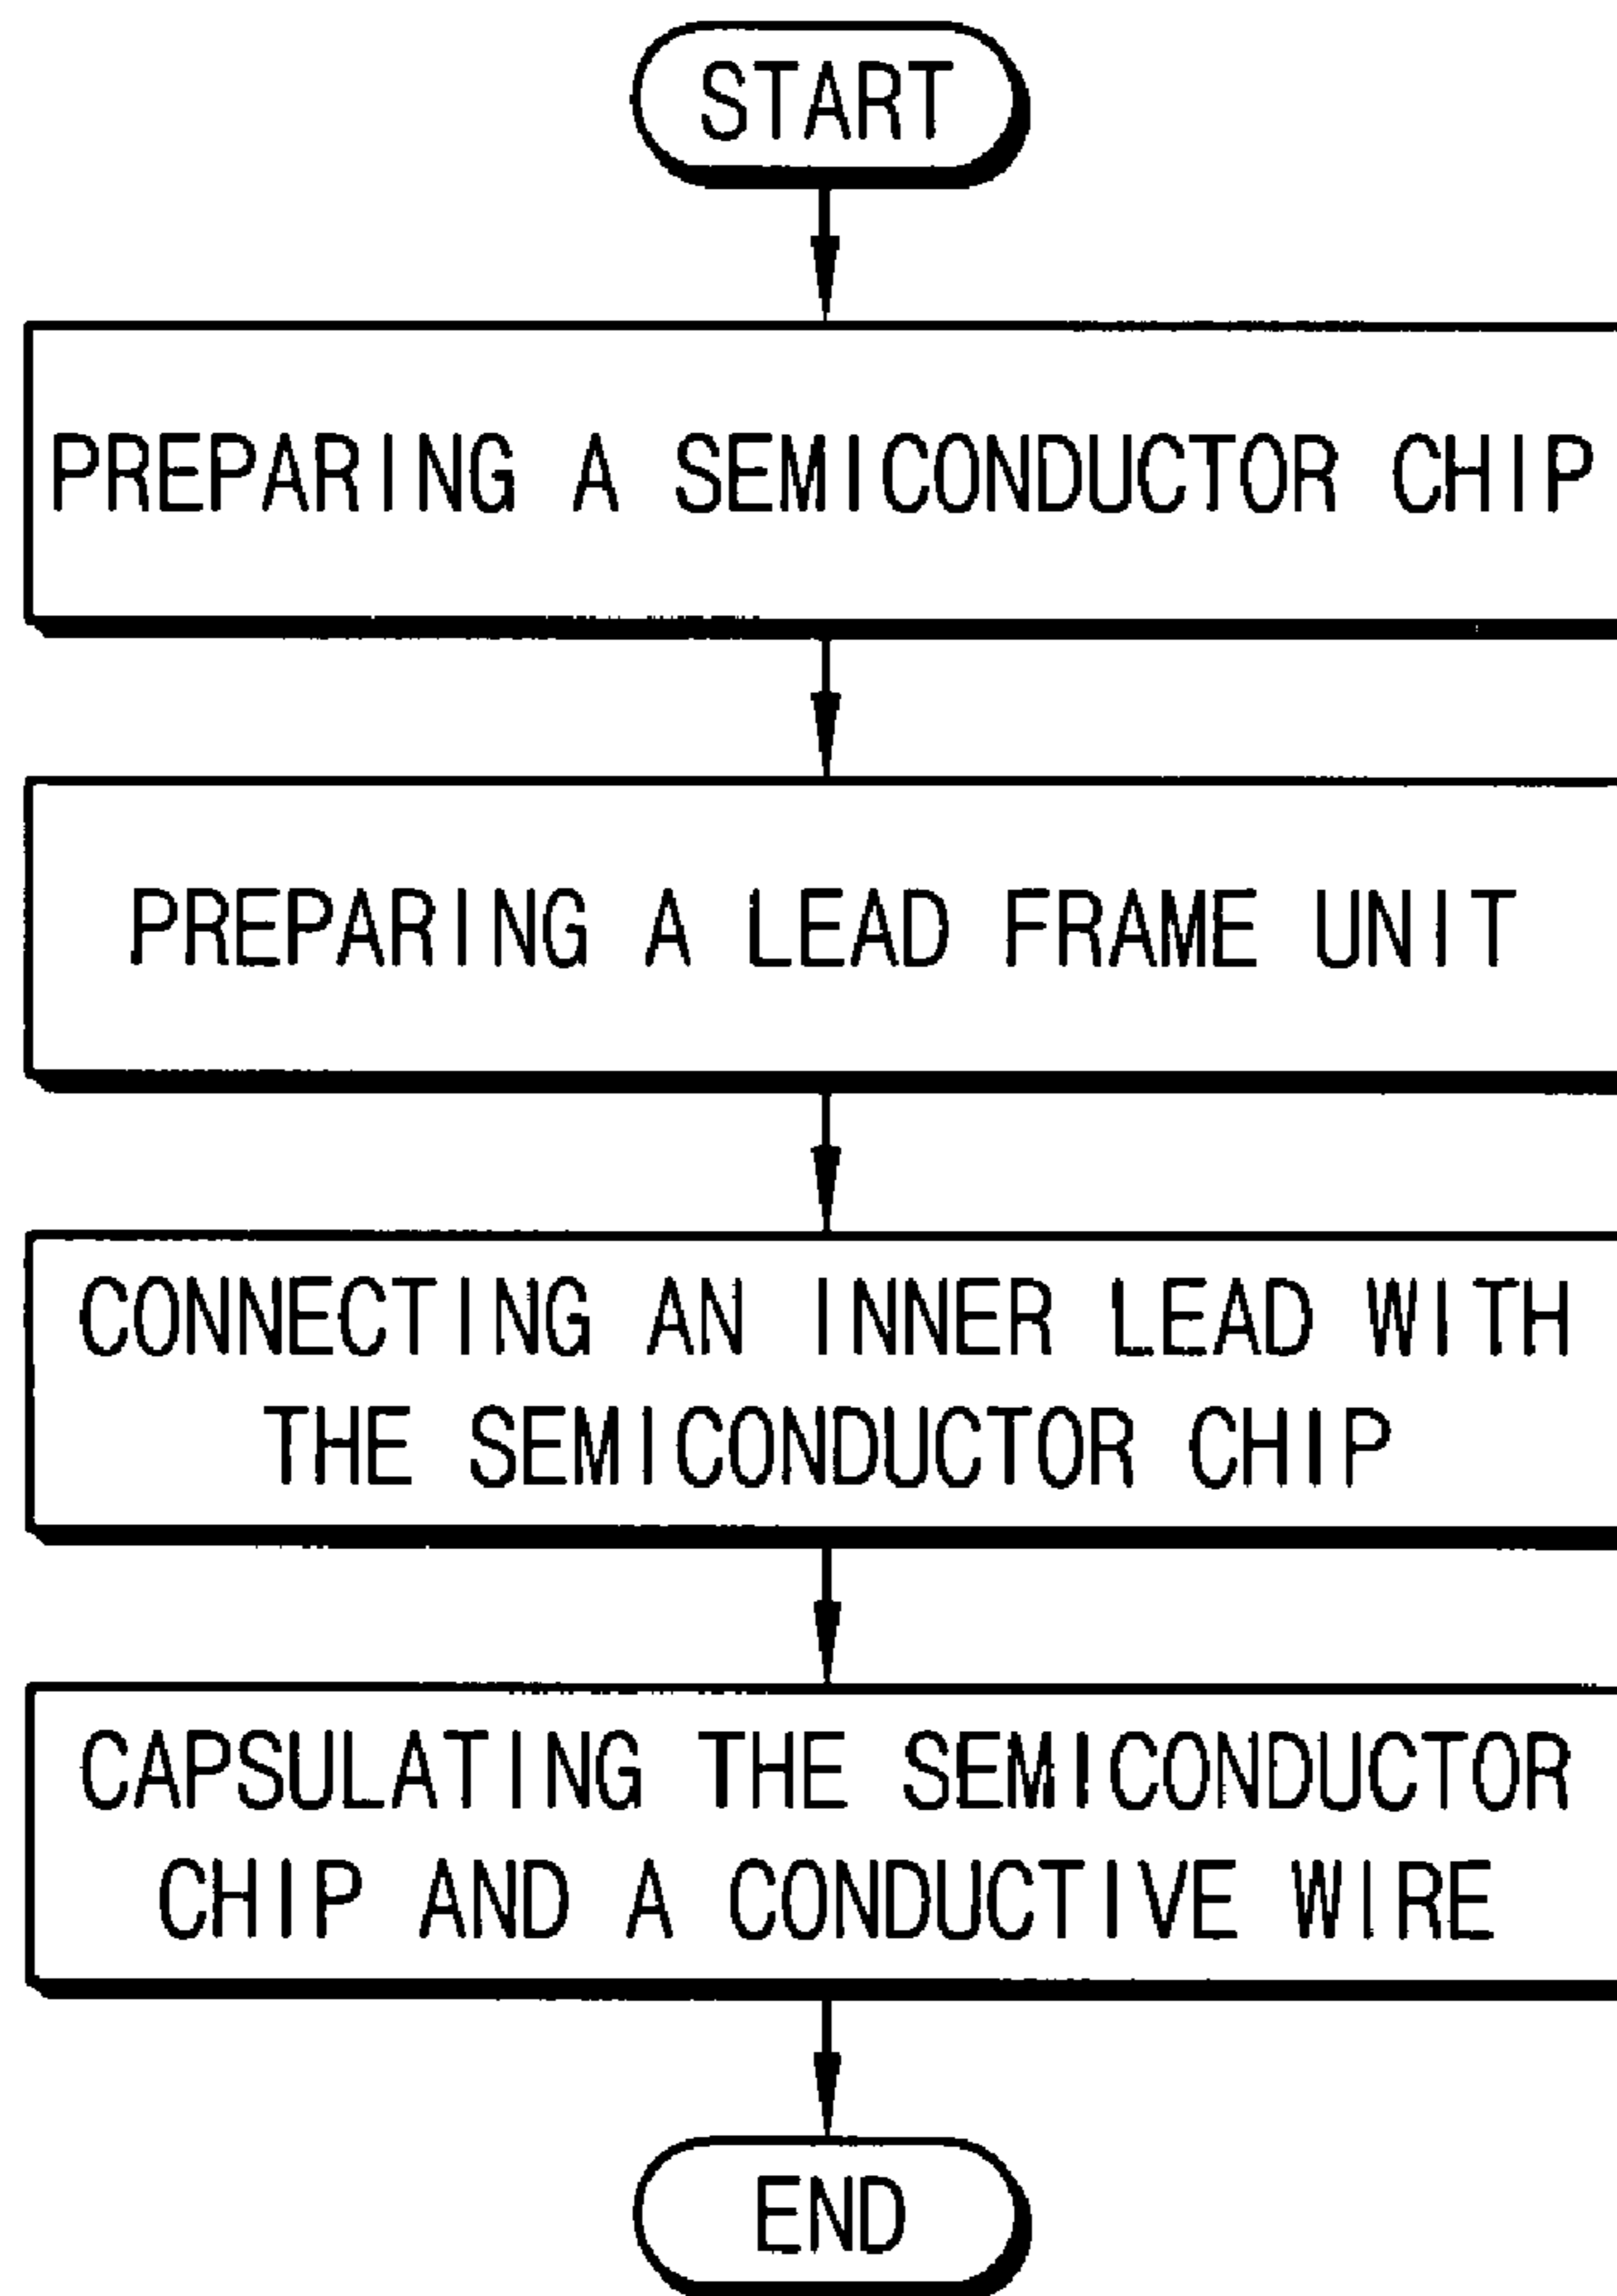 START
PREPARING A SEMICONDUCTOR CHIP
PREPARING A LEAD FRAME UNIT
CONNECTING AN INNER LEAD WITH
THE SEMICONDUCTOR CHIP
CAPSULATING THE SEMICONDUCTOR
CHIP AND A CONDUCTIVE WIRE
END